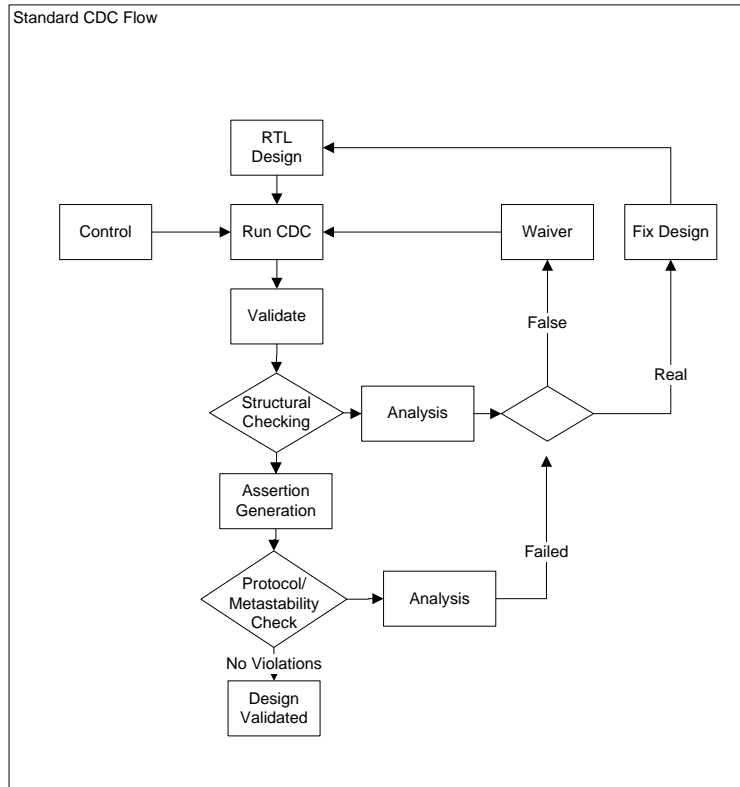 Standard CDC Flow
RTL
Design
Control
Run CDC
Waiver
Fix Design
Validate
False
Real
Structural
Checking
Analysis
Assertion
Generation
Failed
Protocol/
Metastability
Check
Analysis
No Violations
Design
Validated